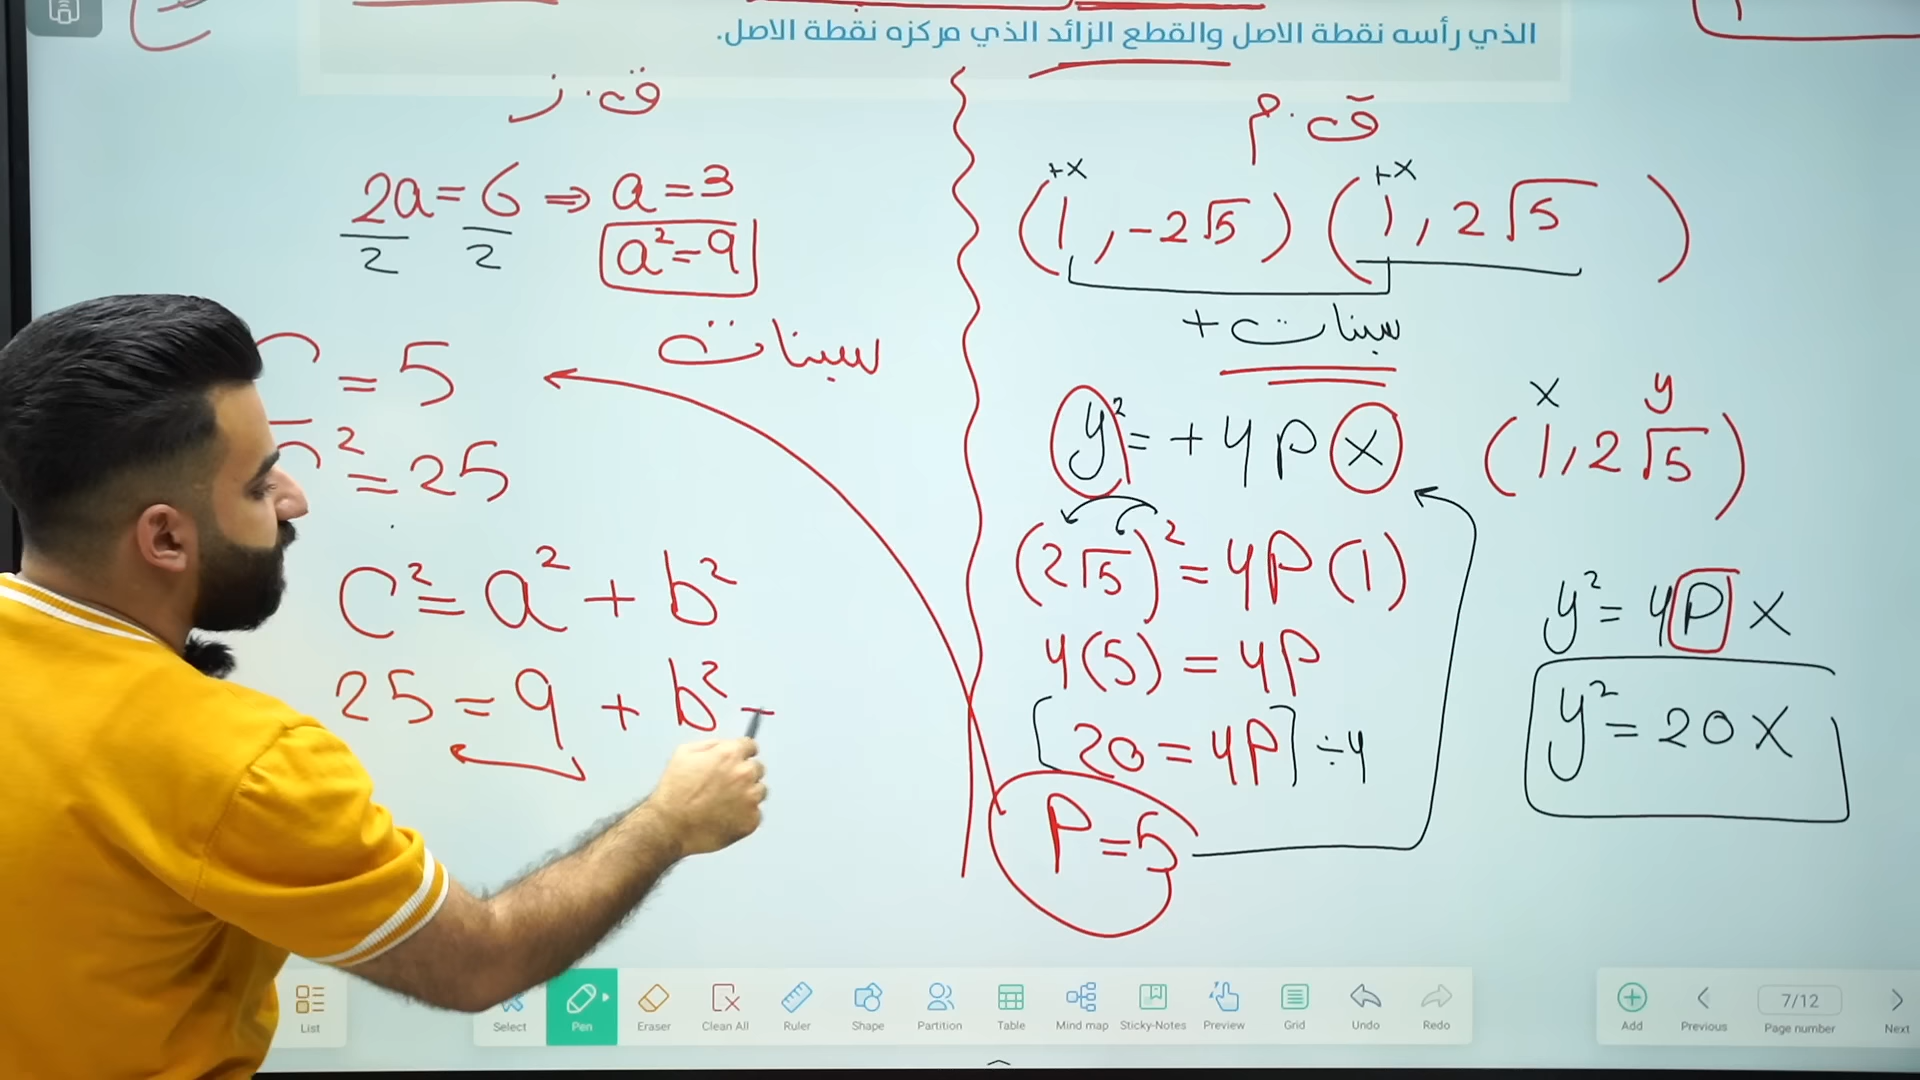 الذي رأسه نقطة الاصل والقطع الزائد الذي مركزه نقطة الاصل.
ق.م
(1, -2√5) (1, 2√5)
+x +x
سينات +
y² = +4Px
x y
(1, 2√5)
(2√5)² = 4P(1)
4(5) = 4P
[20 = 4P] ÷4
P = 5
y² = 4Px
y² = 20x
ق.ز
2a = 6 ⇒ a = 3
2 2
a² = 9
سينات
= 5
² = 25
c² = a² + b²
25 = 9 + b²
List
Select
Pen
Eraser
Clean All
Ruler
Shape
Partition
Table
Mind map
Sticky-Notes
Preview
Grid
Undo
Redo
Add
Previous
7/12
Page number
Next